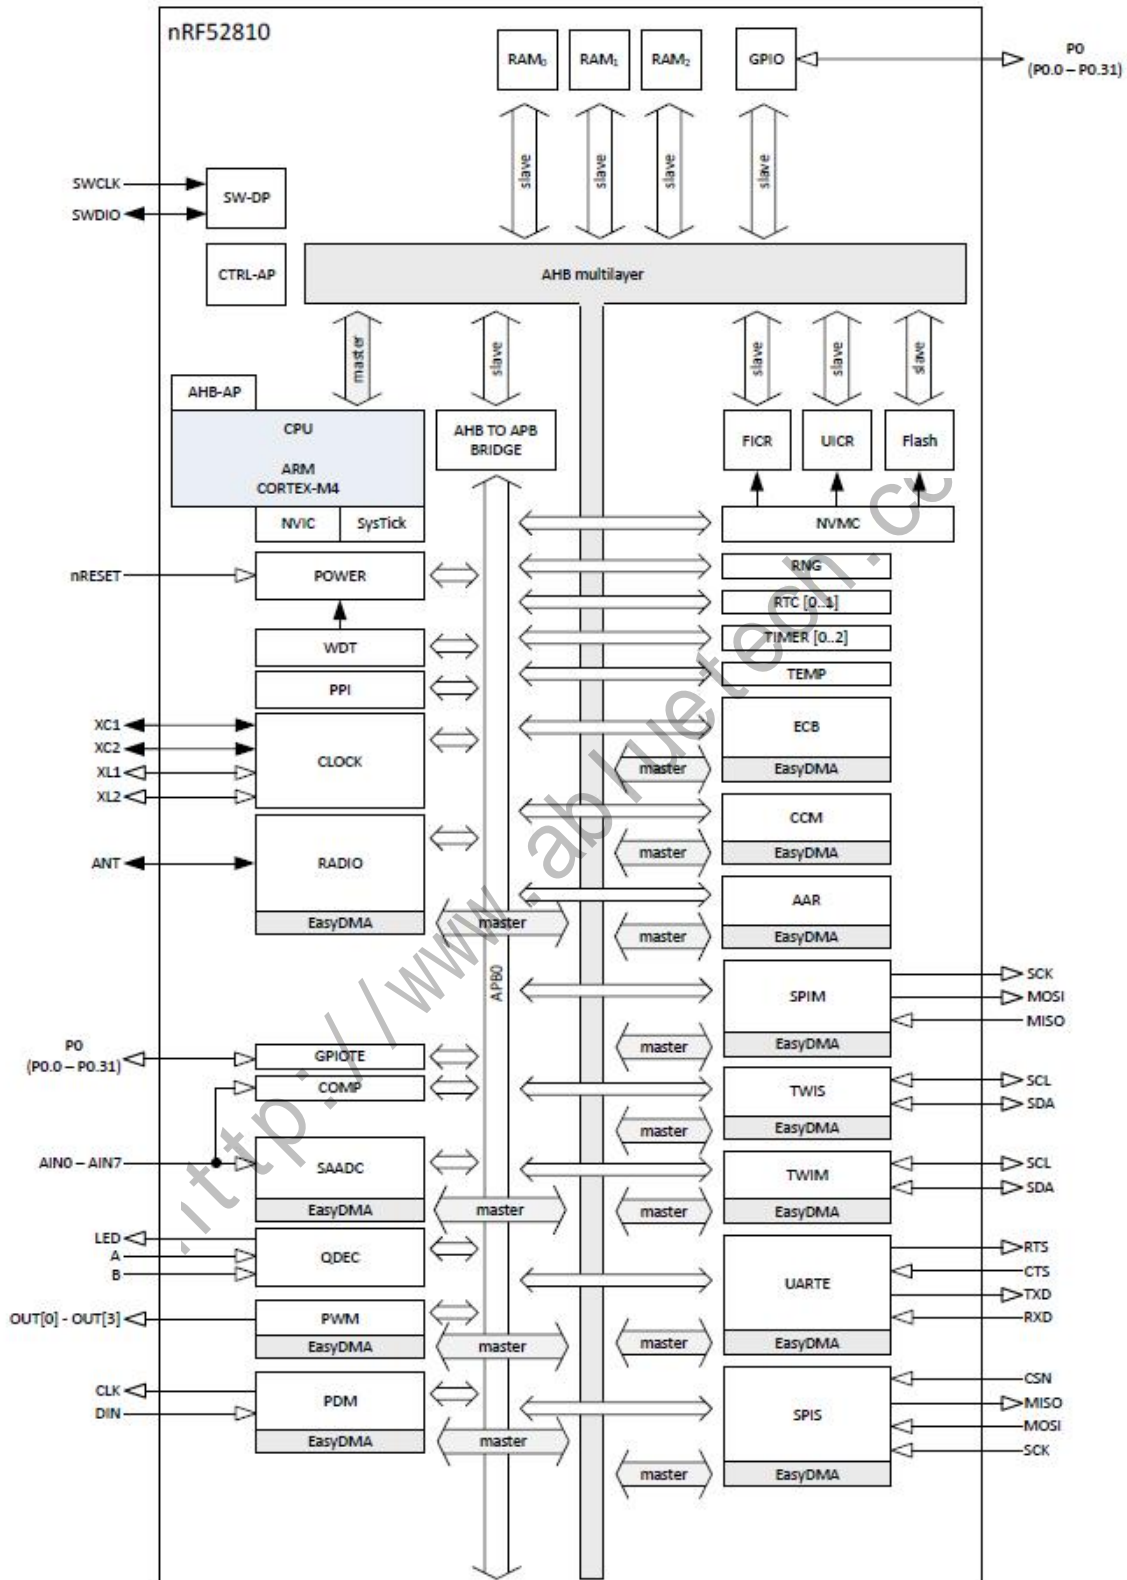 nRF52810
RAM₀
RAM₁
RAM₂
GPIO
P0
(P0.0 – P0.31)
slave
slave
slave
slave
SWCLK
SWDIO
SW-DP
CTRL-AP
AHB multilayer
master
slave
slave
slave
slave
AHB-AP
CPU
ARM
CORTEX-M4
NVIC
SysTick
AHB TO APB
BRIDGE
FICR
UICR
Flash
NVMC
nRESET
POWER
RNG
RTC [0..1]
WDT
TIMER [0..2]
PPI
TEMP
XC1
XC2
XL1
XL2
CLOCK
ECB
master
EasyDMA
CCM
master
EasyDMA
ANT
RADIO
EasyDMA
master
AAR
master
EasyDMA
APB0
SPIM
master
EasyDMA
SCK
MOSI
MISO
P0
(P0.0 – P0.31)
GPIOTE
COMP
TWIS
master
EasyDMA
SCL
SDA
AIN0 – AIN7
SAADC
EasyDMA
master
TWIM
master
EasyDMA
SCL
SDA
LED
A
B
QDEC
UARTE
master
EasyDMA
RTS
CTS
TXD
RXD
OUT[0] - OUT[3]
PWM
EasyDMA
master
CLK
DIN
PDM
EasyDMA
master
SPIS
master
EasyDMA
CSN
MISO
MOSI
SCK
http://www.abluetech.co